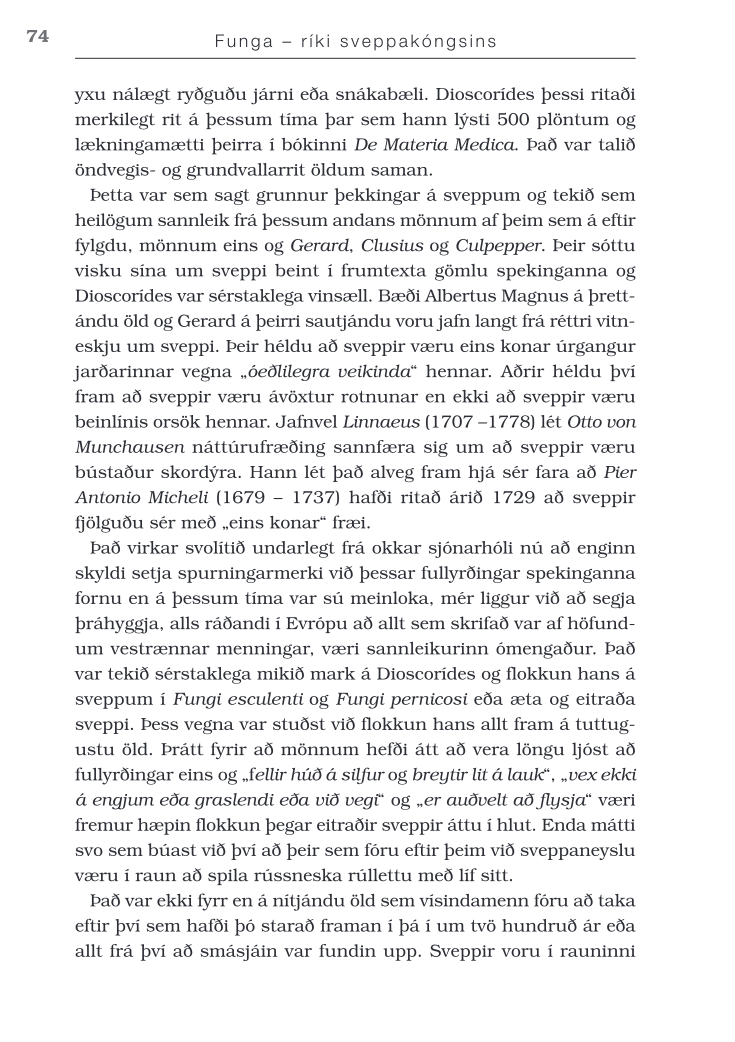 74
Funga – ríki sveppakóngsins
yxu nálægt ryðguðu járni eða snákabæli. Dioscorídes þessi ritaði
merkilegt rit á þessum tíma þar sem hann lýsti 500 plöntum og
lækningamætti þeirra í bókinni De Materia Medica. Það var talið
öndvegis- og grundvallarrit öldum saman.
Þetta var sem sagt grunnur þekkingar á sveppum og tekið sem
heilögum sannleik frá þessum andans mönnum af þeim sem á eftir
fylgdu, mönnum eins og Gerard, Clusius og Culpepper. Þeir sóttu
visku sína um sveppi beint í frumtexta gömlu spekinganna og
Dioscorídes var sérstaklega vinsæll. Bæði Albertus Magnus á þrett-
ándu öld og Gerard á þeirri sautjándu voru jafn langt frá réttri vitn-
eskju um sveppi. Þeir héldu að sveppir væru eins konar úrgangur
jarðarinnar vegna „óeðlilegra veikinda“ hennar. Aðrir héldu því
fram að sveppir væru ávöxtur rotnunar en ekki að sveppir væru
beinlínis orsök hennar. Jafnvel Linnaeus (1707 –1778) lét Otto von
Munchausen náttúrufræðing sannfæra sig um að sveppir væru
bústaður skordýra. Hann lét það alveg fram hjá sér fara að Pier
Antonio Micheli (1679 – 1737) hafði ritað árið 1729 að sveppir
fjölguðu sér með „eins konar“ fræi.
Það virkar svolítið undarlegt frá okkar sjónarhóli nú að enginn
skyldi setja spurningarmerki við þessar fullyrðingar spekinganna
fornu en á þessum tíma var sú meinloka, mér liggur við að segja
þráhyggja, alls ráðandi í Evrópu að allt sem skrifað var af höfund-
um vestrænnar menningar, væri sannleikurinn ómengaður. Það
var tekið sérstaklega mikið mark á Dioscorídes og flokkun hans á
sveppum í Fungi esculenti og Fungi pernicosi eða æta og eitraða
sveppi. Þess vegna var stuðst við flokkun hans allt fram á tuttug-
ustu öld. Þrátt fyrir að mönnum hefði átt að vera löngu ljóst að
fullyrðingar eins og „fellir húð á silfur og breytir lit á lauk“, „vex ekki
á engjum eða graslendi eða við vegi“ og „er auðvelt að flysja“ væri
fremur hæpin flokkun þegar eitraðir sveppir áttu í hlut. Enda mátti
svo sem búast við því að þeir sem fóru eftir þeim við sveppaneyslu
væru í raun að spila rússneska rúllettu með líf sitt.
Það var ekki fyrr en á nítjándu öld sem vísindamenn fóru að taka
eftir því sem hafði þó starað framan í þá í um tvö hundruð ár eða
allt frá því að smásjáin var fundin upp. Sveppir voru í rauninni